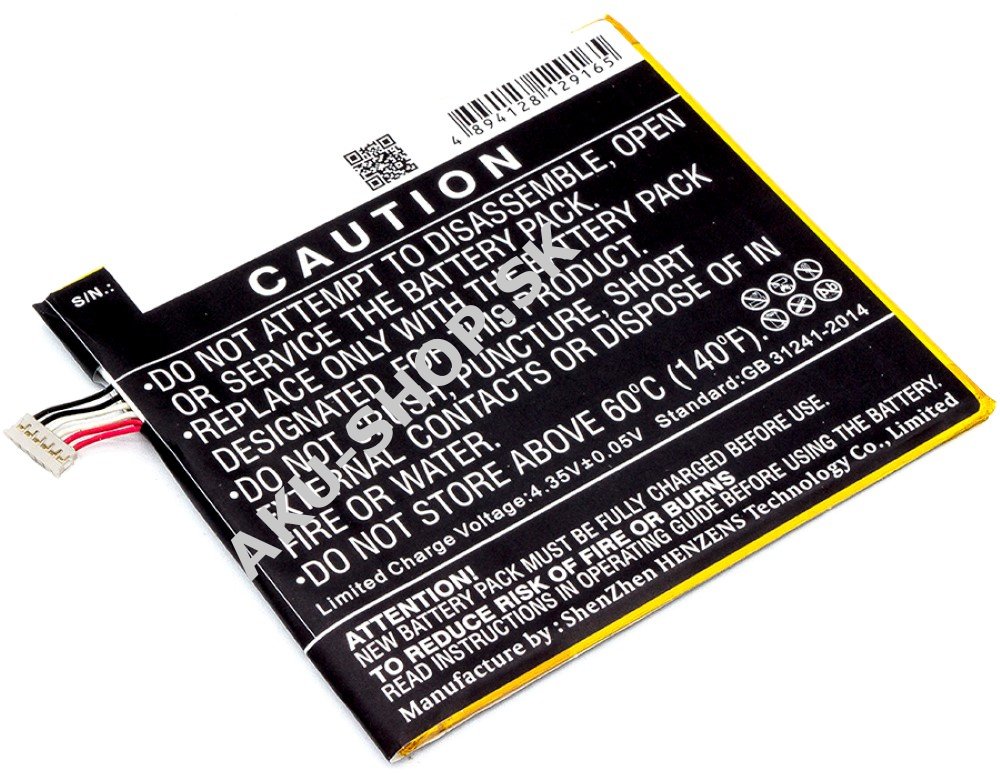 4 894128 129165
S/N.:
CAUTION
•DO NOT ATTEMPT TO DISASSEMBLE, OPEN
OR SERVICE THE BATTERY PACK.
•REPLACE ONLY WITH THE BATTERY PACK
DESIGNATED FOR THIS PRODUCT.
•DO NOT CRUSH, PUNCTURE, SHORT
EXTERNAL CONTACTS OR DISPOSE OF IN
FIRE OR WATER.
•DO NOT STORE ABOVE 60°C (140°F).
Limited Charge Voltage:4.35V±0.05V Standard:GB 31241-2014
ATTENTION!
NEW BATTERY PACK MUST BE FULLY CHARGED BEFORE USE.
TO REDUCE RISK OF FIRE OR BURNS
READ INSTRUCTIONS IN OPERATING GUIDE BEFORE USING THE BATTERY.
Manufacture by : ShenZhen HENZENS Technology Co., Limited
AKU-SHOP.SK